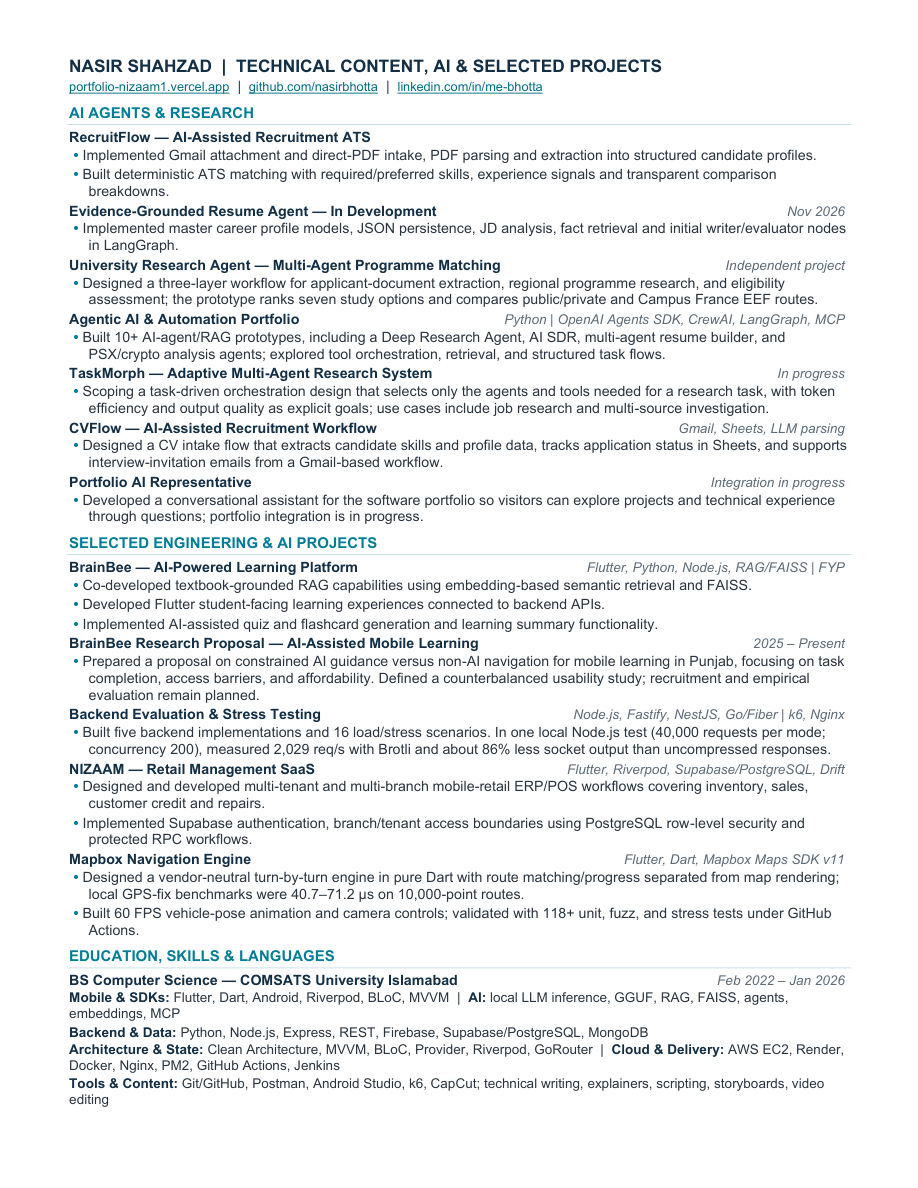 NASIR SHAHZAD | TECHNICAL CONTENT, AI & SELECTED PROJECTS
portfolio-nizaam1.vercel.app | github.com/nasirbhotta | linkedin.com/in/me-bhotta
AI AGENTS & RESEARCH
RecruitFlow — AI-Assisted Recruitment ATS
• Implemented Gmail attachment and direct-PDF intake, PDF parsing and extraction into structured candidate profiles.
• Built deterministic ATS matching with required/preferred skills, experience signals and transparent comparison
breakdowns.
Evidence-Grounded Resume Agent — In Development Nov 2026
• Implemented master career profile models, JSON persistence, JD analysis, fact retrieval and initial writer/evaluator nodes
in LangGraph.
University Research Agent — Multi-Agent Programme Matching Independent project
• Designed a three-layer workflow for applicant-document extraction, regional programme research, and eligibility
assessment; the prototype ranks seven study options and compares public/private and Campus France EEF routes.
Agentic AI & Automation Portfolio Python | OpenAI Agents SDK, CrewAI, LangGraph, MCP
• Built 10+ AI-agent/RAG prototypes, including a Deep Research Agent, AI SDR, multi-agent resume builder, and
PSX/crypto analysis agents; explored tool orchestration, retrieval, and structured task flows.
TaskMorph — Adaptive Multi-Agent Research System In progress
• Scoping a task-driven orchestration design that selects only the agents and tools needed for a research task, with token
efficiency and output quality as explicit goals; use cases include job research and multi-source investigation.
CVFlow — AI-Assisted Recruitment Workflow Gmail, Sheets, LLM parsing
• Designed a CV intake flow that extracts candidate skills and profile data, tracks application status in Sheets, and supports
interview-invitation emails from a Gmail-based workflow.
Portfolio AI Representative Integration in progress
• Developed a conversational assistant for the software portfolio so visitors can explore projects and technical experience
through questions; portfolio integration is in progress.
SELECTED ENGINEERING & AI PROJECTS
BrainBee — AI-Powered Learning Platform Flutter, Python, Node.js, RAG/FAISS | FYP
• Co-developed textbook-grounded RAG capabilities using embedding-based semantic retrieval and FAISS.
• Developed Flutter student-facing learning experiences connected to backend APIs.
• Implemented AI-assisted quiz and flashcard generation and learning summary functionality.
BrainBee Research Proposal — AI-Assisted Mobile Learning 2025 – Present
• Prepared a proposal on constrained AI guidance versus non-AI navigation for mobile learning in Punjab, focusing on task
completion, access barriers, and affordability. Defined a counterbalanced usability study; recruitment and empirical
evaluation remain planned.
Backend Evaluation & Stress Testing Node.js, Fastify, NestJS, Go/Fiber | k6, Nginx
• Built five backend implementations and 16 load/stress scenarios. In one local Node.js test (40,000 requests per mode;
concurrency 200), measured 2,029 req/s with Brotli and about 86% less socket output than uncompressed responses.
NIZAAM — Retail Management SaaS Flutter, Riverpod, Supabase/PostgreSQL, Drift
• Designed and developed multi-tenant and multi-branch mobile-retail ERP/POS workflows covering inventory, sales,
customer credit and repairs.
• Implemented Supabase authentication, branch/tenant access boundaries using PostgreSQL row-level security and
protected RPC workflows.
Mapbox Navigation Engine Flutter, Dart, Mapbox Maps SDK v11
• Designed a vendor-neutral turn-by-turn engine in pure Dart with route matching/progress separated from map rendering;
local GPS-fix benchmarks were 40.7–71.2 µs on 10,000-point routes.
• Built 60 FPS vehicle-pose animation and camera controls; validated with 118+ unit, fuzz, and stress tests under GitHub
Actions.
EDUCATION, SKILLS & LANGUAGES
BS Computer Science — COMSATS University Islamabad Feb 2022 – Jan 2026
Mobile & SDKs: Flutter, Dart, Android, Riverpod, BLoC, MVVM | AI: local LLM inference, GGUF, RAG, FAISS, agents,
embeddings, MCP
Backend & Data: Python, Node.js, Express, REST, Firebase, Supabase/PostgreSQL, MongoDB
Architecture & State: Clean Architecture, MVVM, BLoC, Provider, Riverpod, GoRouter | Cloud & Delivery: AWS EC2, Render,
Docker, Nginx, PM2, GitHub Actions, Jenkins
Tools & Content: Git/GitHub, Postman, Android Studio, k6, CapCut; technical writing, explainers, scripting, storyboards, video
editing